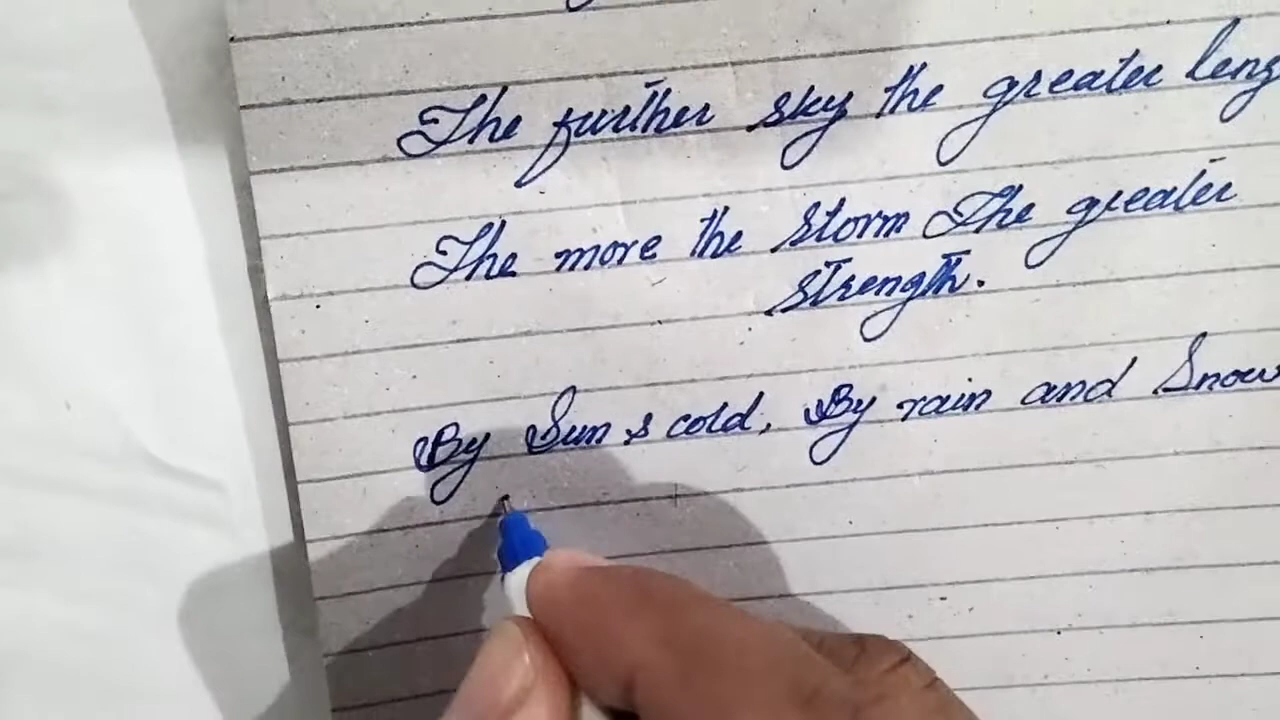 The further sky the greater leng
The more the storm The greater
strength.
By Sun & cold, By rain and Snow